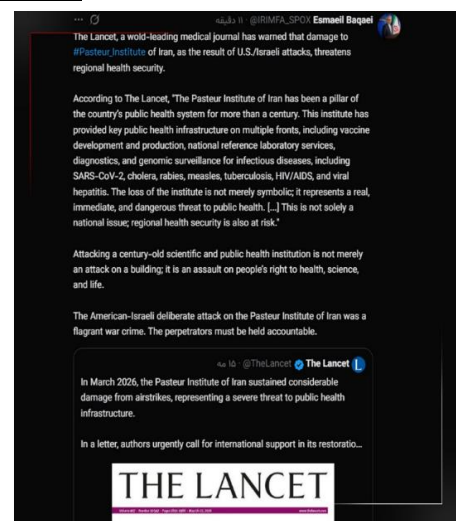 Esmaeil Baqaei @IRIMFA_SPOX · ۱۱ دقیقه
The Lancet, a wold-leading medical journal has warned that damage to
#Pasteur_Institute of Iran, as the result of U.S./Israeli attacks, threatens
regional health security.
According to The Lancet, "The Pasteur Institute of Iran has been a pillar of
the country's public health system for more than a century. This institute has
provided key public health infrastructure on multiple fronts, including vaccine
development and production, national reference laboratory services,
diagnostics, and genomic surveillance for infectious diseases, including
SARS-CoV-2, cholera, rabies, measles, tuberculosis, HIV/AIDS, and viral
hepatitis. The loss of the institute is not merely symbolic; it represents a real,
immediate, and dangerous threat to public health. [...] This is not solely a
national issue; regional health security is also at risk."
Attacking a century-old scientific and public health institution is not merely
an attack on a building; it is an assault on people's right to health, science,
and life.
The American-Israeli deliberate attack on the Pasteur Institute of Iran was a
flagrant war crime. The perpetrators must be held accountable.
The Lancet @TheLancet · ۱۵ مه
In March 2026, the Pasteur Institute of Iran sustained considerable
damage from airstrikes, representing a severe threat to public health
infrastructure.
In a letter, authors urgently call for international support in its restoratio...
THE LANCET